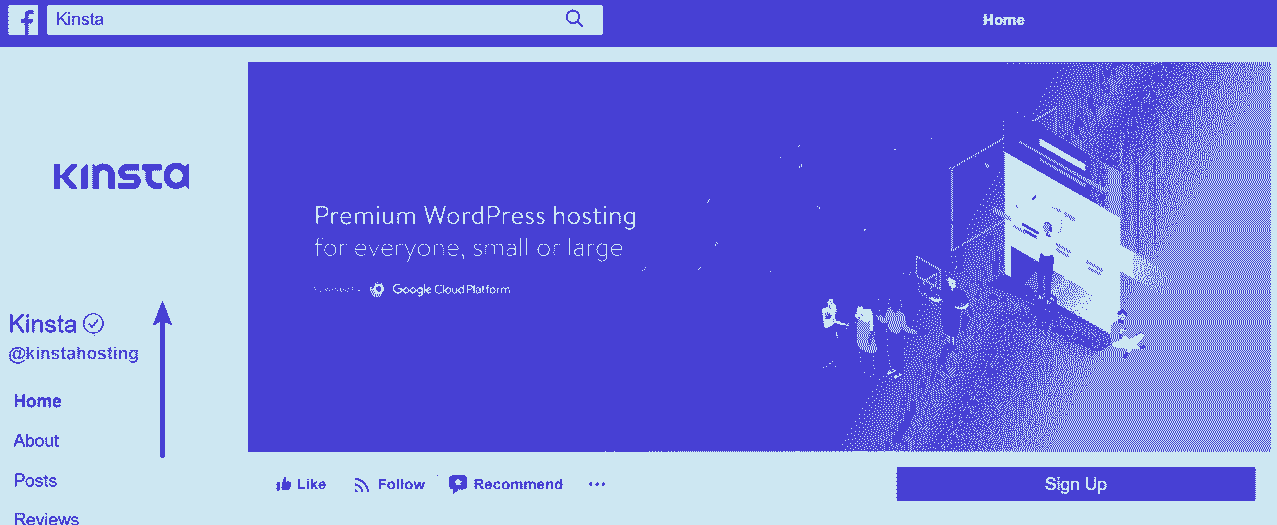 Kinsta
Home
Kinsta
Premium WordPress hosting
for everyone, small or large
Google Cloud Platform
Kinsta
@kinstahosting
Home
About
Posts
Reviews
Like Follow Recommend ...
Sign Up